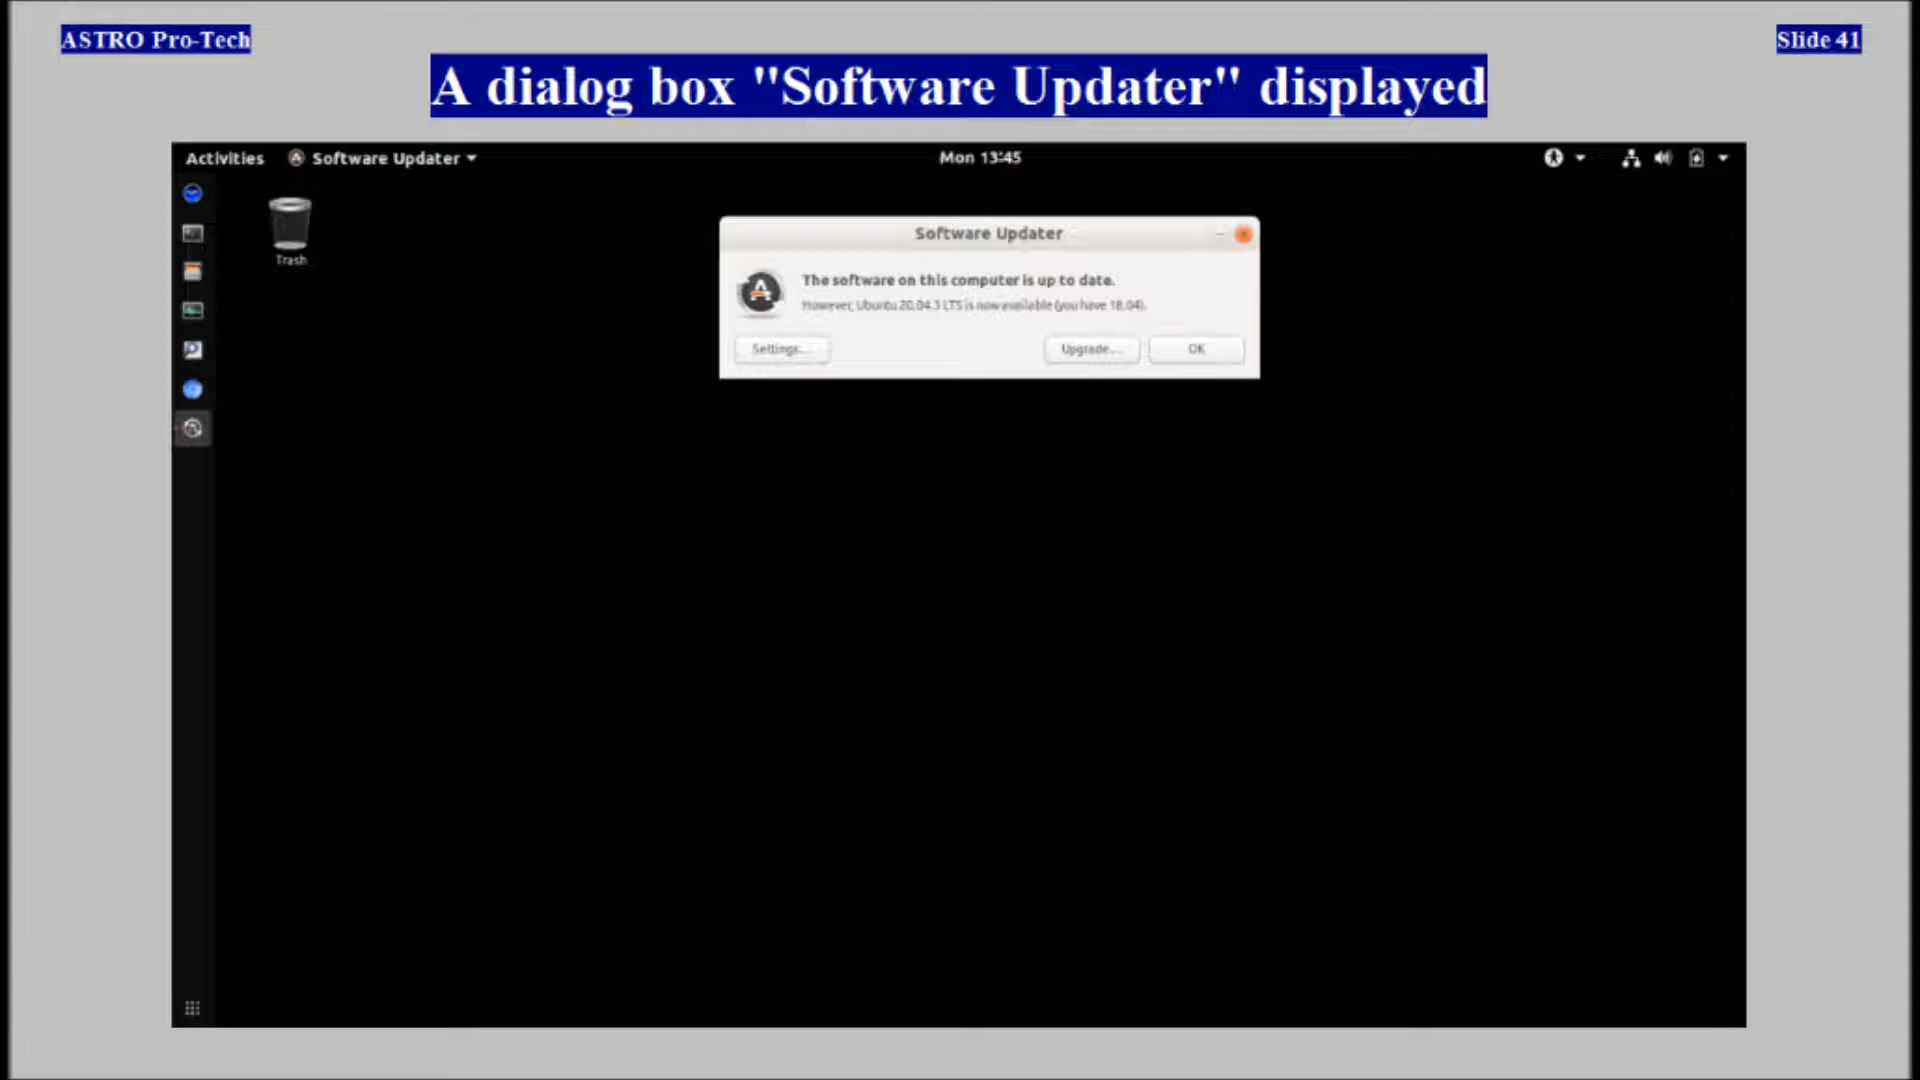 ASTRO Pro-Tech
Slide 41
A dialog box "Software Updater" displayed
Activities
Software Updater
Mon 13:45
Trash
Software Updater
The software on this computer is up to date.
However, Ubuntu 20.04.3 LTS is now available (you have 18.04).
Settings...
Upgrade...
OK